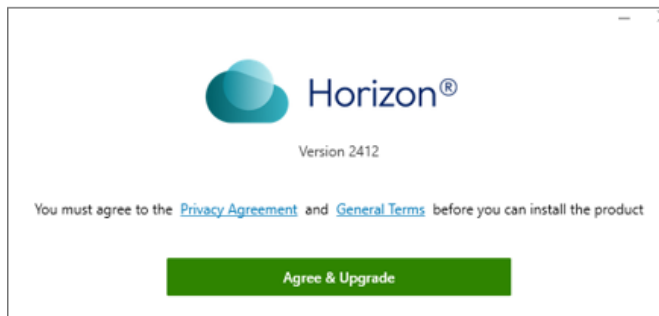 Horizon®
Version 2412
You must agree to the Privacy Agreement and General Terms before you can install the product
Agree & Upgrade